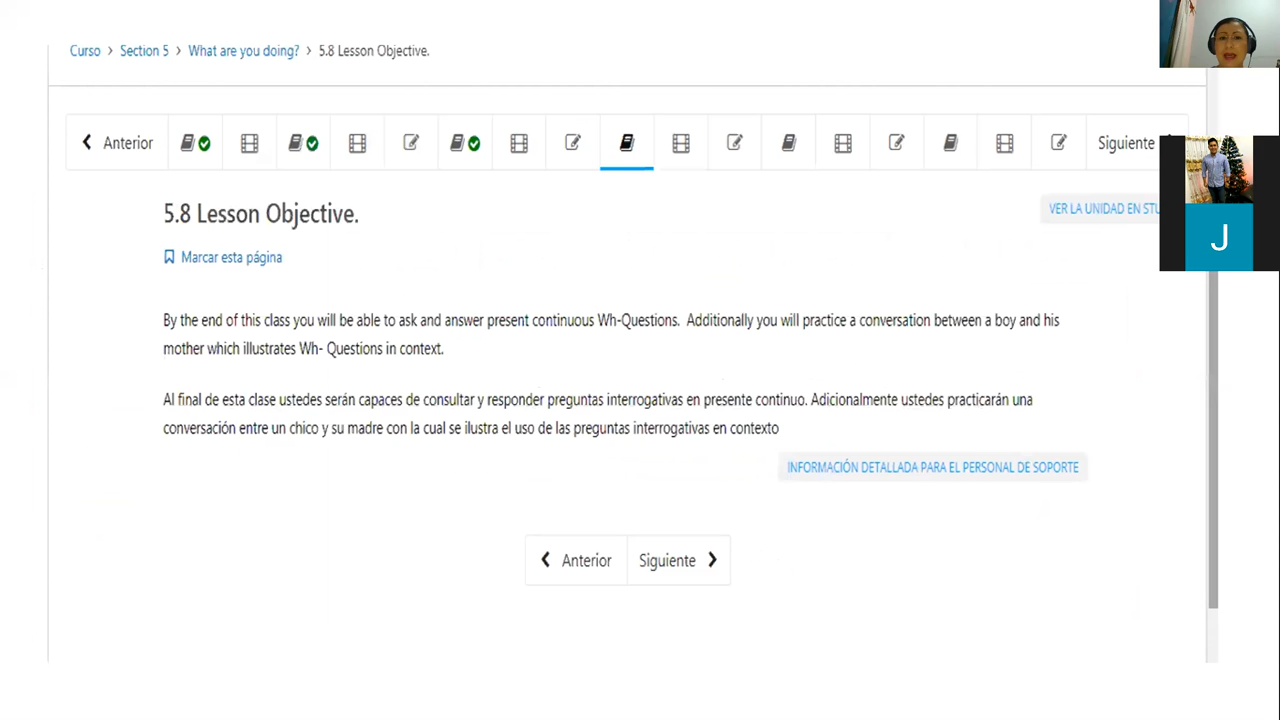 Curso > Section 5 > What are you doing? > 5.8 Lesson Objective.
Anterior
Siguiente
5.8 Lesson Objective.
VER LA UNIDAD EN
Marcar esta página
J
By the end of this class you will be able to ask and answer present continuous Wh-Questions. Additionally you will practice a conversation between a boy and his
mother which illustrates Wh- Questions in context.
Al final de esta clase ustedes serán capaces de consultar y responder preguntas interrogativas en presente continuo. Adicionalmente ustedes practicarán una
conversación entre un chico y su madre con la cual se ilustra el uso de las preguntas interrogativas en contexto
INFORMACIÓN DETALLADA PARA EL PERSONAL DE SOPORTE
Anterior
Siguiente